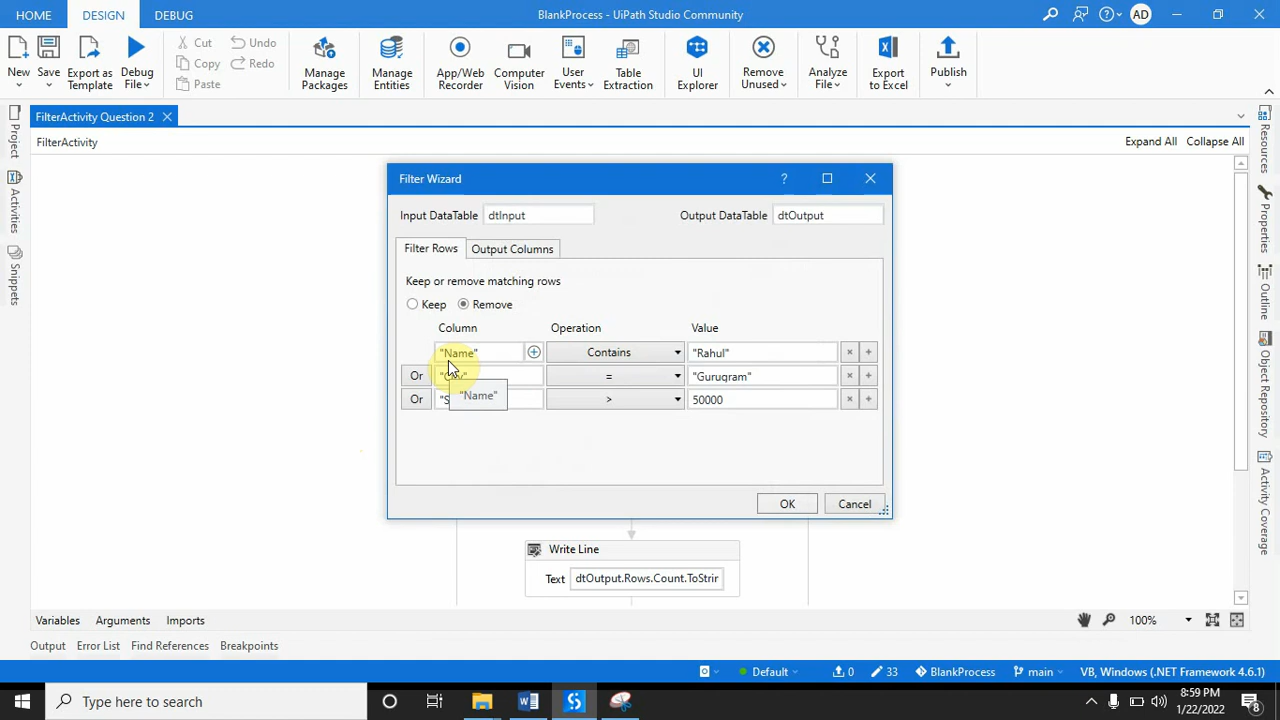 HOME DESIGN DEBUG BlankProcess - UiPath Studio Community AD
New Save Export as Template Debug File Cut Copy Paste Undo Redo Manage Packages Manage Entities App/Web Recorder Computer Vision User Events Table Extraction UI Explorer Remove Unused Analyze File Export to Excel Publish
FilterActivity Question 2
FilterActivity Expand All Collapse All
Project
Activities
Snippets
Resources
Properties
Outline
Object Repository
Activity Coverage
Filter Wizard ?
Input DataTable dtInput Output DataTable dtOutput
Filter Rows Output Columns
Keep or remove matching rows
Keep Remove
Column Operation Value
"Name" Contains "Rahul"
Or = "Gurugram"
Or > 50000
"Name"
OK Cancel
Write Line
Text dtOutput.Rows.Count.ToStrir
Variables Arguments Imports 100%
Output Error List Find References Breakpoints
Default 0 33 BlankProcess main VB, Windows (.NET Framework 4.6.1)
Type here to search
8:59 PM
1/22/2022
8